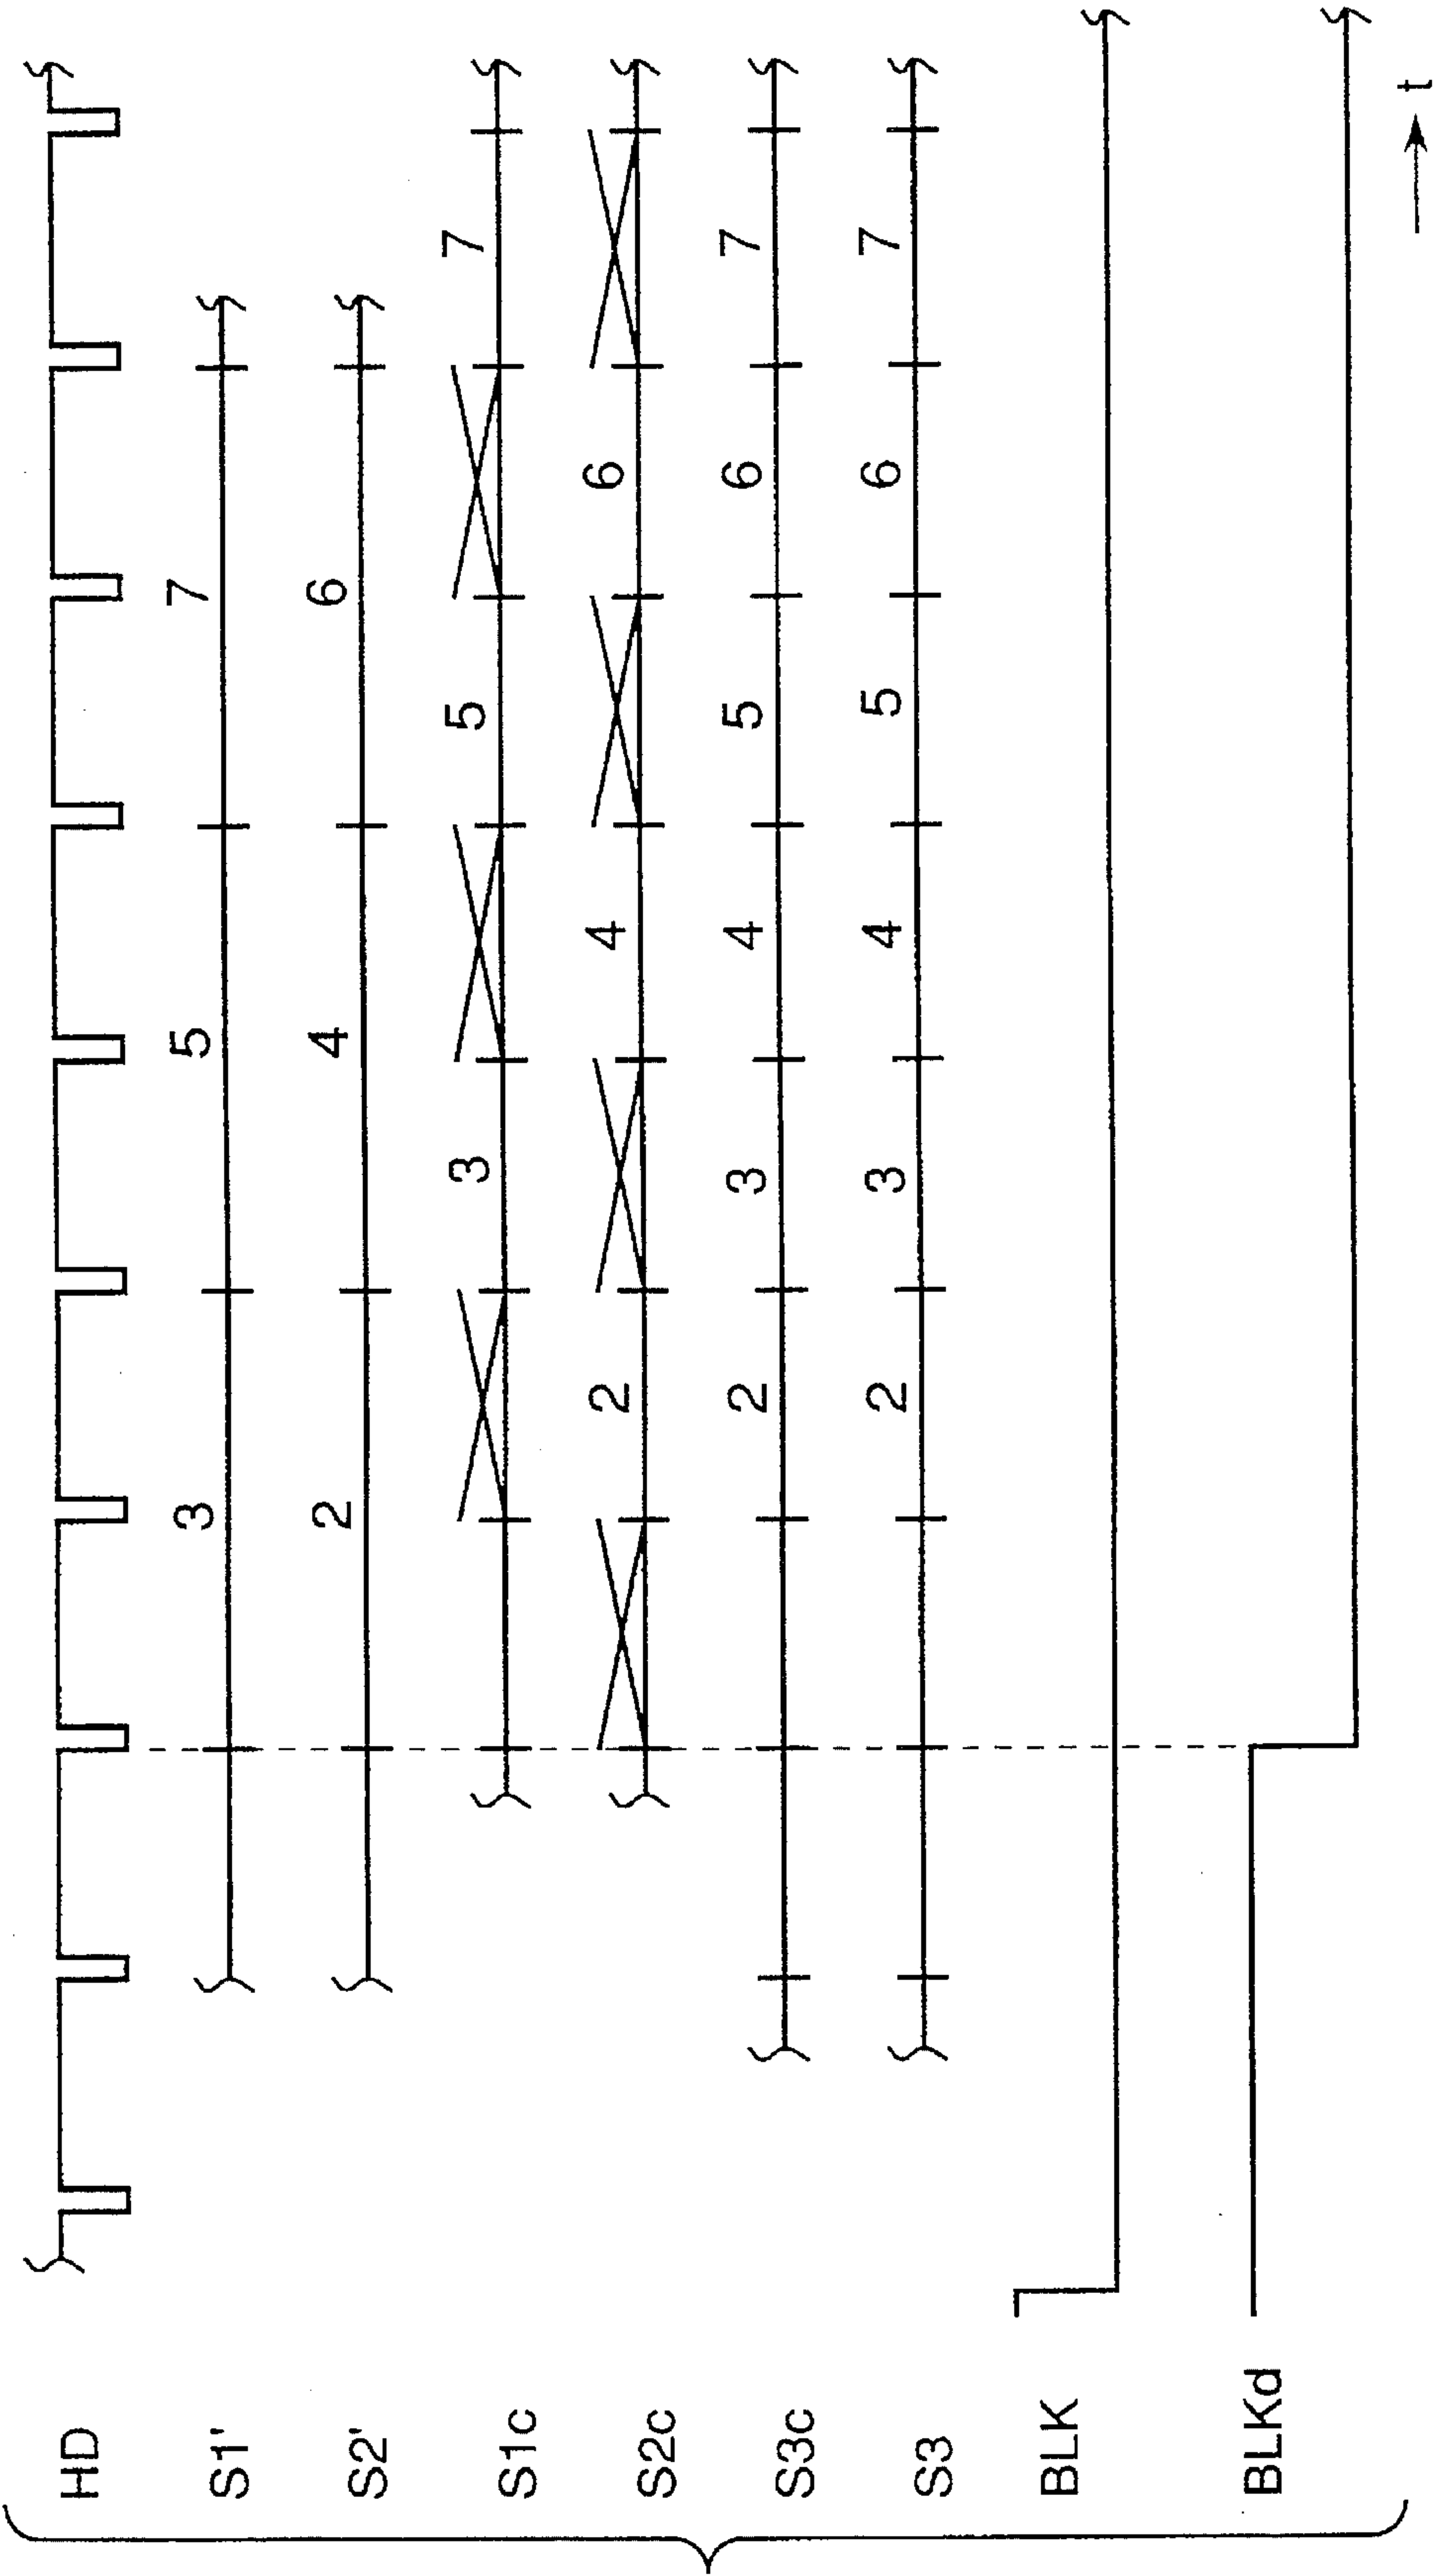 HD
S1' 3 5 7
S2' 2 4 6
S1c 3 5 7
S2c 2 4 6
S3c 2 3 4 5 6 7
S3 2 3 4 5 6 7
BLK
BLKd
t